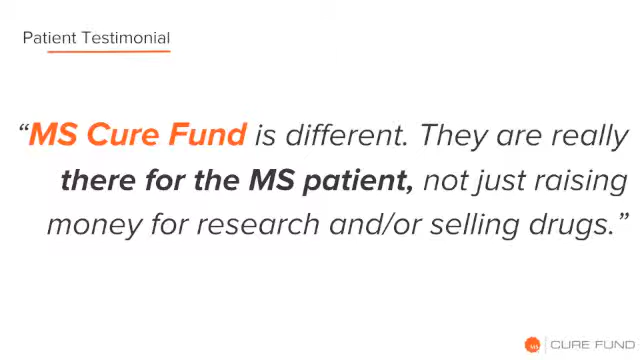 Patient Testimonial
“MS Cure Fund is different. They are really
there for the MS patient, not just raising
money for research and/or selling drugs.”
MS CURE FUND